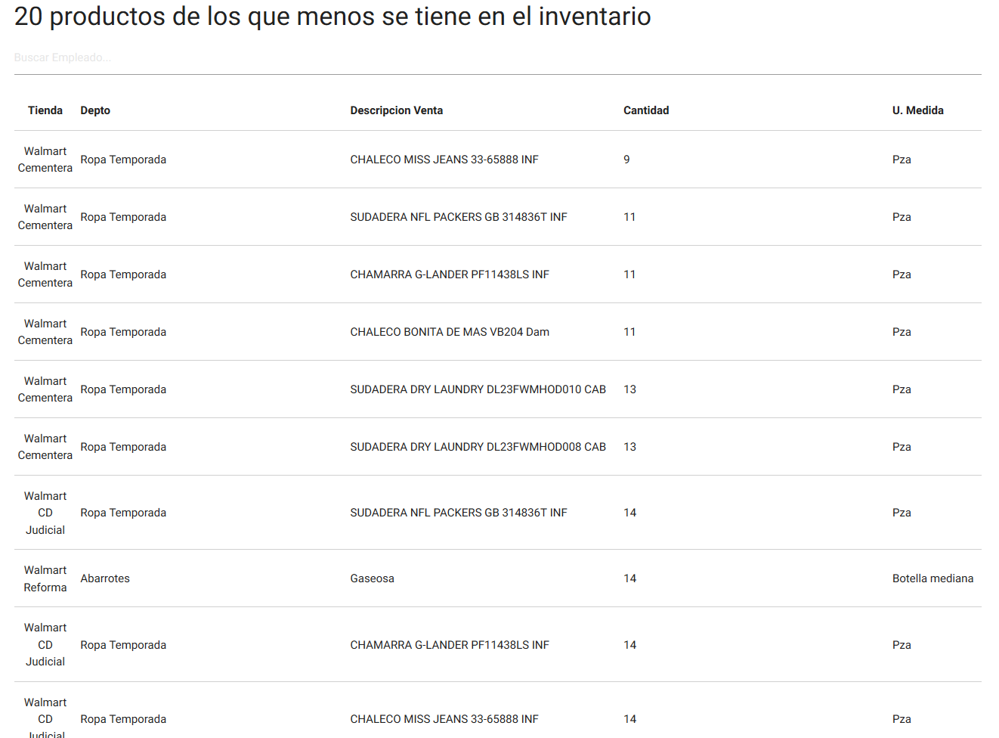 20 productos de los que menos se tiene en el inventario
Buscar Empleado...
Tienda Depto Descripcion Venta Cantidad U. Medida
Walmart
Cementera Ropa Temporada CHALECO MISS JEANS 33-65888 INF 9 Pza
Walmart
Cementera Ropa Temporada SUDADERA NFL PACKERS GB 314836T INF 11 Pza
Walmart
Cementera Ropa Temporada CHAMARRA G-LANDER PF11438LS INF 11 Pza
Walmart
Cementera Ropa Temporada CHALECO BONITA DE MAS VB204 Dam 11 Pza
Walmart
Cementera Ropa Temporada SUDADERA DRY LAUNDRY DL23FWMHOD010 CAB 13 Pza
Walmart
Cementera Ropa Temporada SUDADERA DRY LAUNDRY DL23FWMHOD008 CAB 13 Pza
Walmart
CD
Judicial Ropa Temporada SUDADERA NFL PACKERS GB 314836T INF 14 Pza
Walmart
Reforma Abarrotes Gaseosa 14 Botella mediana
Walmart
CD
Judicial Ropa Temporada CHAMARRA G-LANDER PF11438LS INF 14 Pza
Walmart
CD
Judicial Ropa Temporada CHALECO MISS JEANS 33-65888 INF 14 Pza